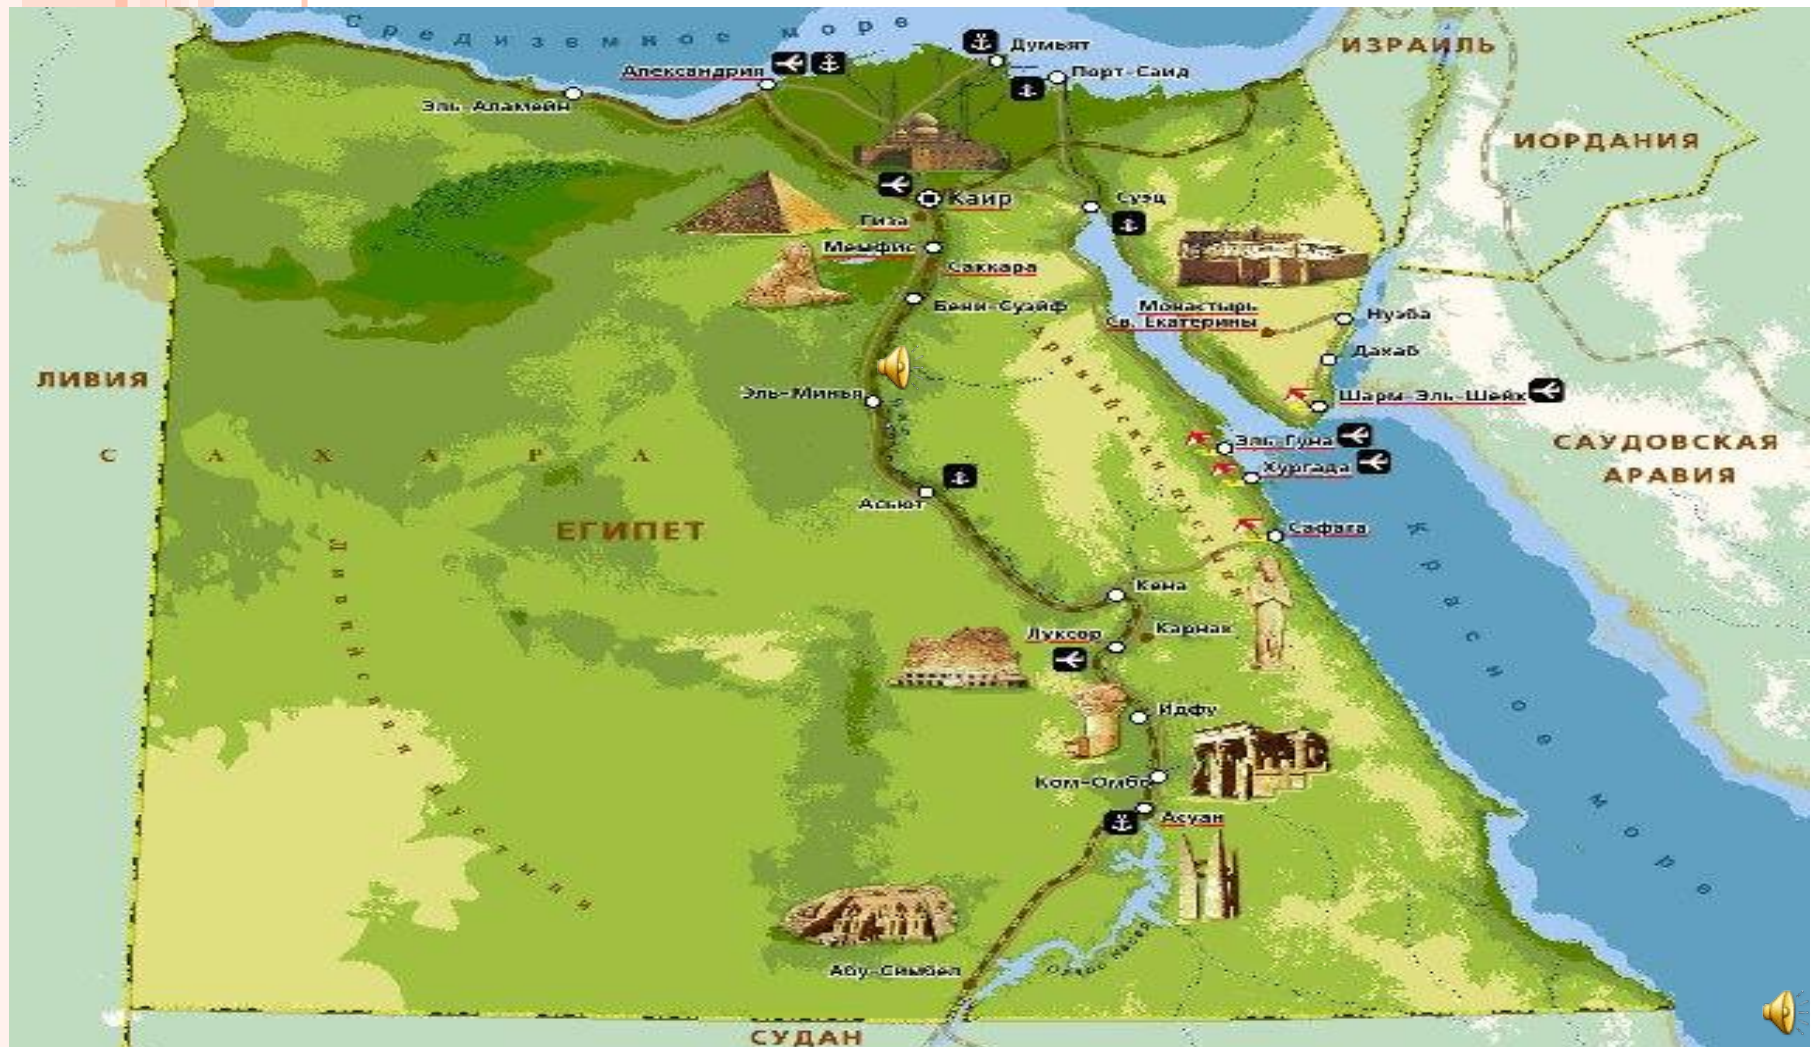 Средиземное море
ИЗРАИЛЬ
Думьят
Александрия
Порт-Саид
Эль-Аламейн
ИОРДАНИЯ
Каир
Суэц
Гиза
Мемфис
Саккара
Бени-Суэйф
Монастырь
Св. Екатерины
Нуэба
Дахаб
ЛИВИЯ
Эль-Минья
Шарм-Эль-Шейх
Аравийская пустыня
Эль-Гуна
САУДОВСКАЯ
АРАВИЯ
САХАРА
Хургада
Асьют
ЕГИПЕТ
Сафага
Красное море
Ливийская пустыня
Кена
Карнак
Луксор
Идфу
Ком-Омбо
Асуан
Абу-Симбел
СУДАН